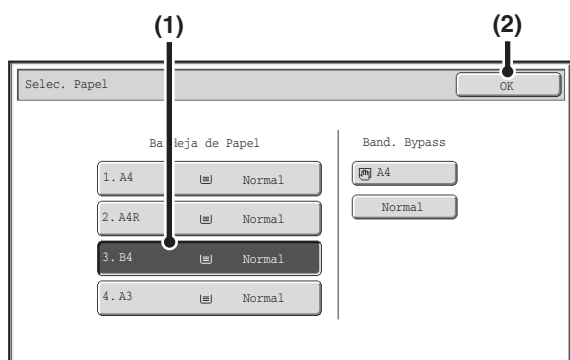 (1) (2)
Selec. Papel OK
Bandeja de Papel Band. Bypass
1. A4 Normal A4
2. A4R Normal Normal
3. B4 Normal
4. A3 Normal